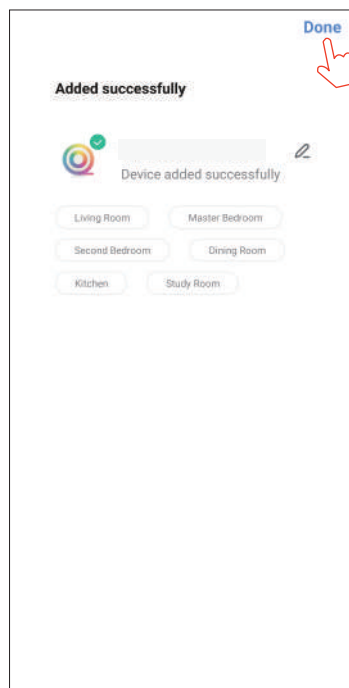 Done
Added successfully
Device added successfully
Living Room Master Bedroom
Second Bedroom Dining Room
Kitchen Study Room